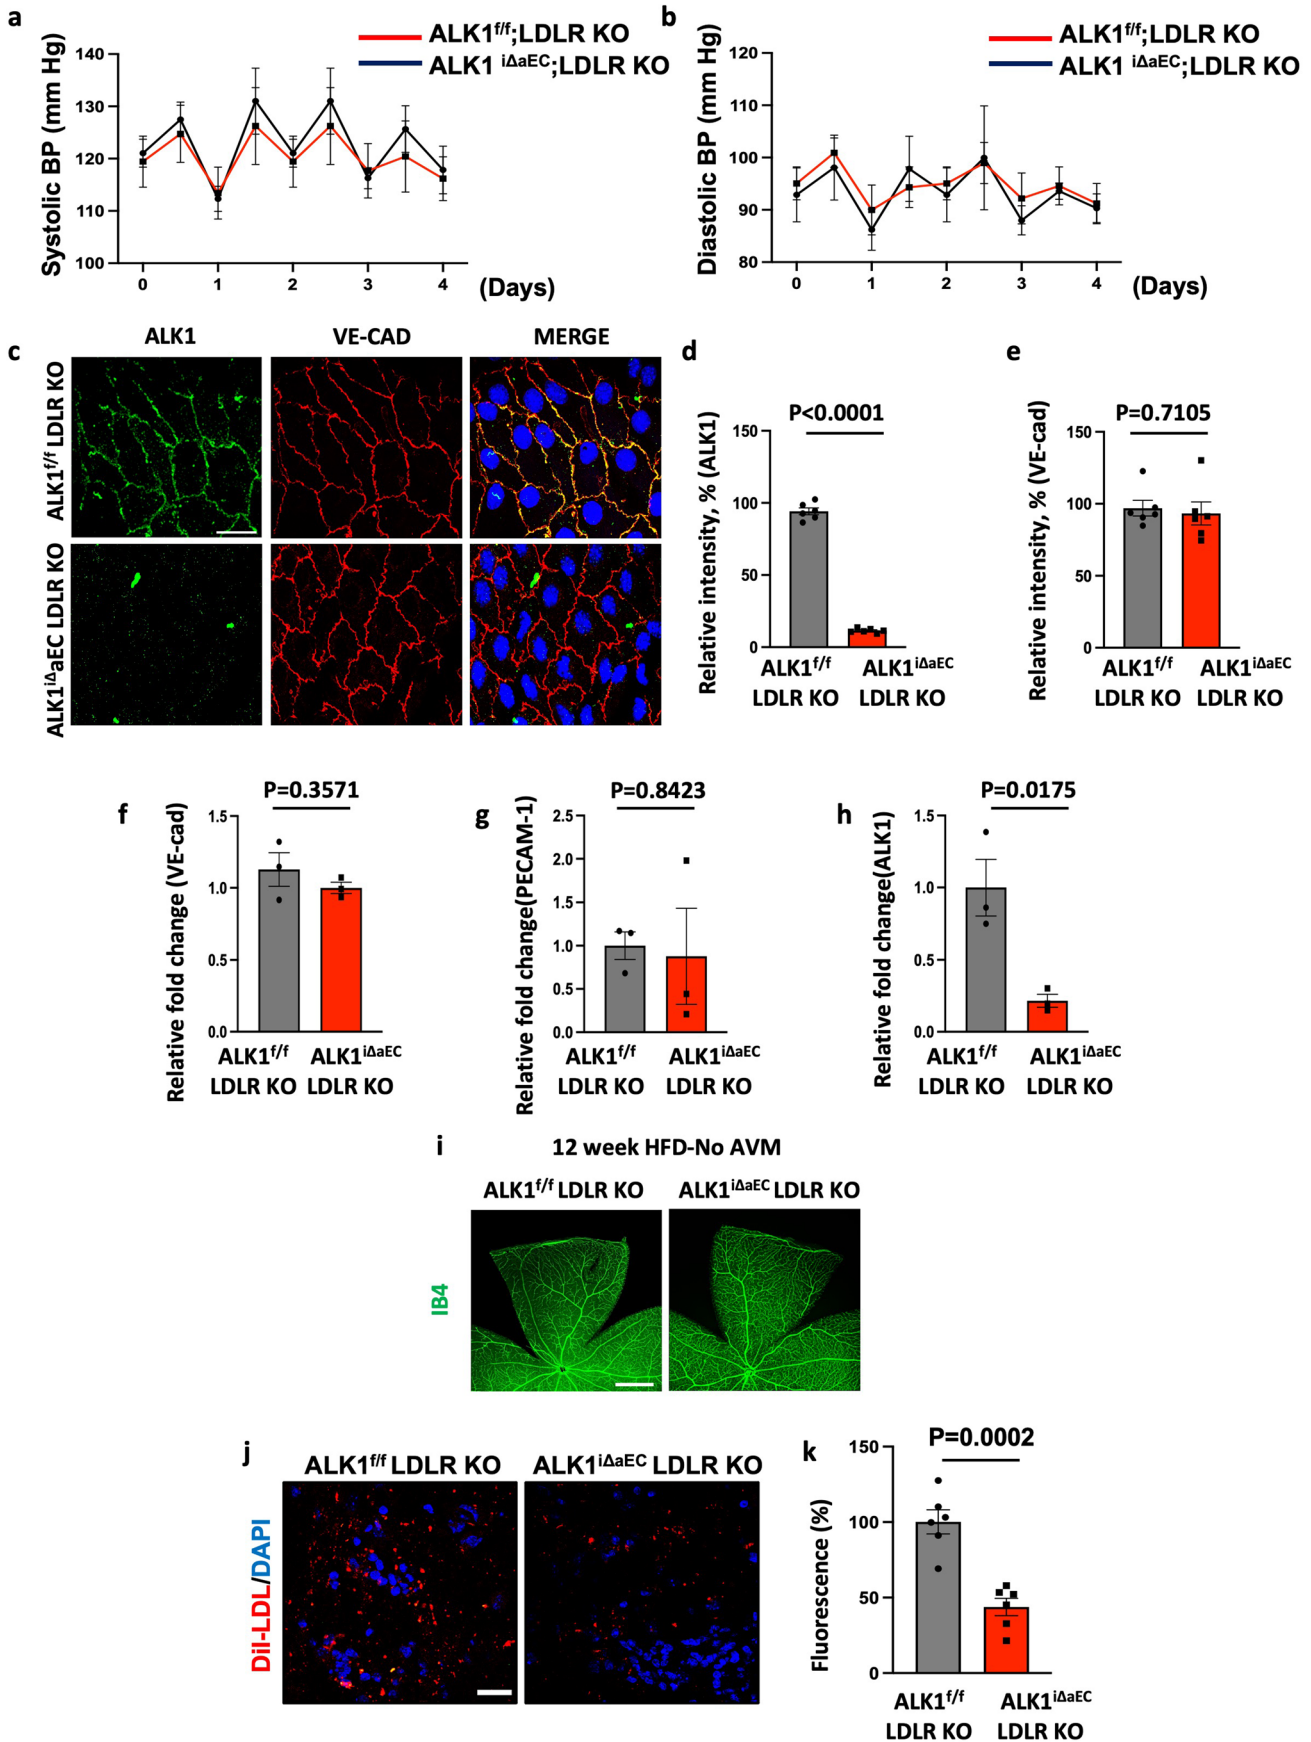 a
Systolic BP (mm Hg)
140
130
120
110
100
0 1 2 3 4
(Days)
ALK1f/f;LDLR KO
ALK1 iΔaEC;LDLR KO
b
Diastolic BP (mm Hg)
120
110
100
90
80
0 1 2 3 4
(Days)
ALK1f/f;LDLR KO
ALK1 iΔaEC;LDLR KO
c
ALK1 VE-CAD MERGE
ALK1f/f LDLR KO
ALK1iΔaEC LDLR KO
d
P<0.0001
Relative intensity, % (ALK1)
150
100
50
0
ALK1f/f ALK1iΔaEC
LDLR KO LDLR KO
e
P=0.7105
Relative intensity, % (VE-cad)
150
100
50
0
ALK1f/f ALK1iΔaEC
LDLR KO LDLR KO
f
P=0.3571
Relative fold change (VE-cad)
1.5
1.0
0.5
0.0
ALK1f/f ALK1iΔaEC
LDLR KO LDLR KO
g
P=0.8423
Relative fold change(PECAM-1)
2.5
2.0
1.5
1.0
0.5
0.0
ALK1f/f ALK1iΔaEC
LDLR KO LDLR KO
h
P=0.0175
Relative fold change(ALK1)
1.5
1.0
0.5
0.0
ALK1f/f ALK1iΔaEC
LDLR KO LDLR KO
i
12 week HFD-No AVM
ALK1f/f LDLR KO ALK1iΔaEC LDLR KO
IB4
j
ALK1f/f LDLR KO ALK1iΔaEC LDLR KO
Dil-LDL/DAPI
k
P=0.0002
Fluorescence (%)
150
100
50
0
ALK1f/f ALK1iΔaEC
LDLR KO LDLR KO